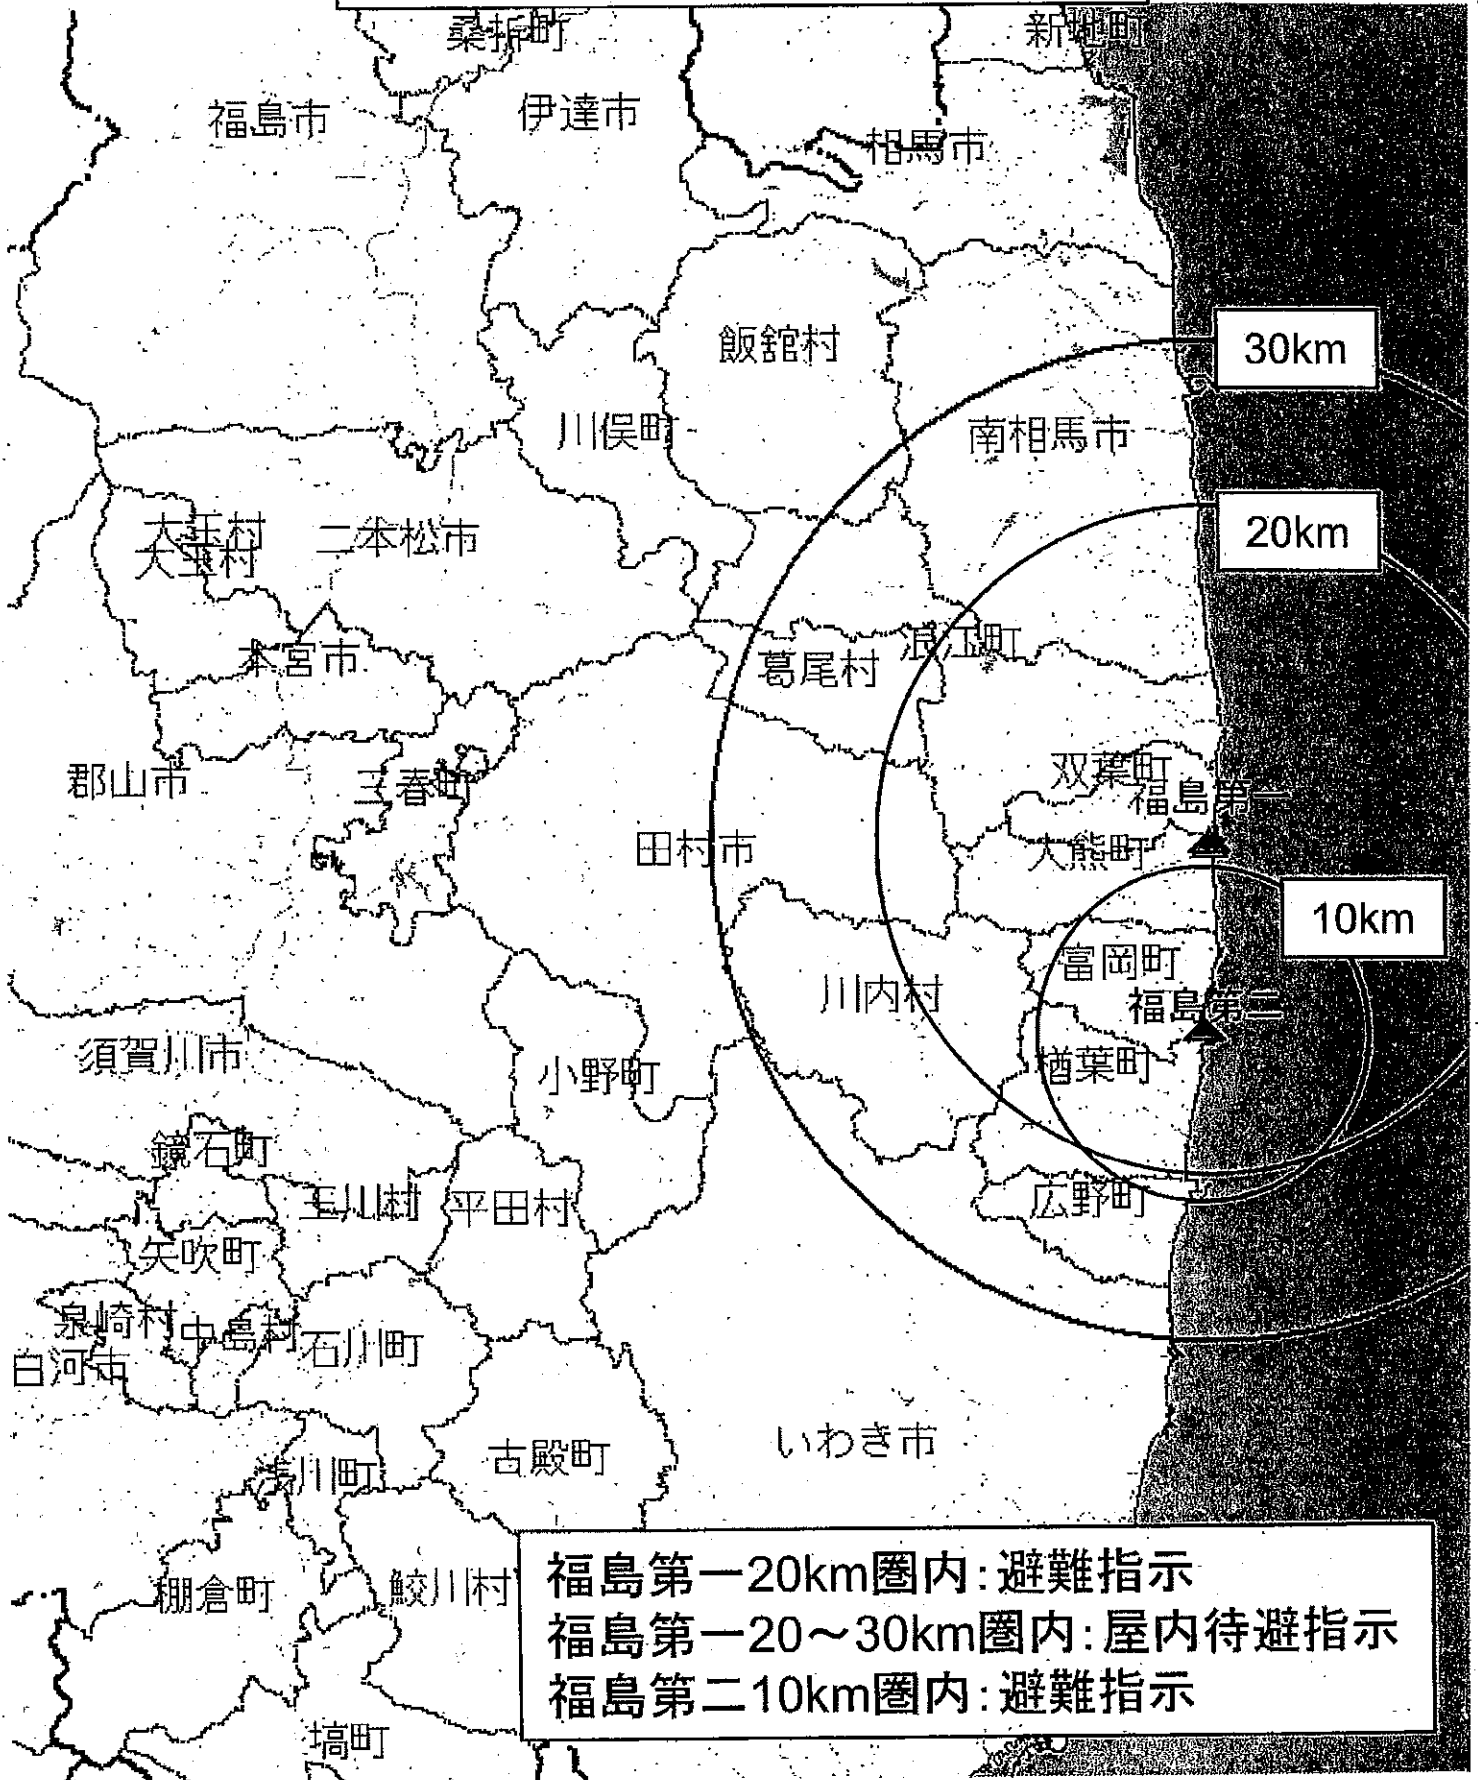 桑折町
新地町
福島市
伊達市
相馬市
飯舘村
30km
川俣町
南相馬市
20km
大玉村
大玉村
二本松市
浪江町
本宮市
葛尾村
郡山市
三春町
双葉町
福島第一
田村市
大熊町
10km
富岡町
川内村
福島第二
須賀川市
小野町
楢葉町
鏡石町
玉川村
平田村
広野町
矢吹町
泉崎村
中島村
石川町
白河市
いわき市
古殿町
浅川町
棚倉町
鮫川村
福島第一20km圏内:避難指示
福島第一20～30km圏内:屋内待避指示
福島第二10km圏内:避難指示
塙町